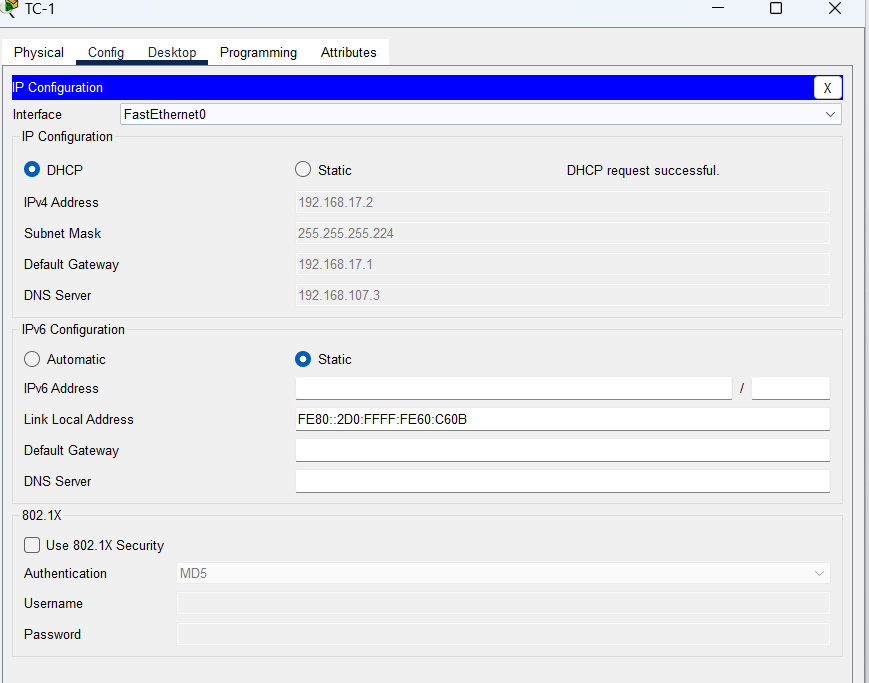 TC-1
Physical Config Desktop Programming Attributes
IP Configuration X
Interface FastEthernet0
IP Configuration
DHCP Static DHCP request successful.
IPv4 Address 192.168.17.2
Subnet Mask 255.255.255.224
Default Gateway 192.168.17.1
DNS Server 192.168.107.3
IPv6 Configuration
Automatic Static
IPv6 Address /
Link Local Address FE80::2D0:FFFF:FE60:C60B
Default Gateway
DNS Server
802.1X
Use 802.1X Security
Authentication MD5
Username
Password